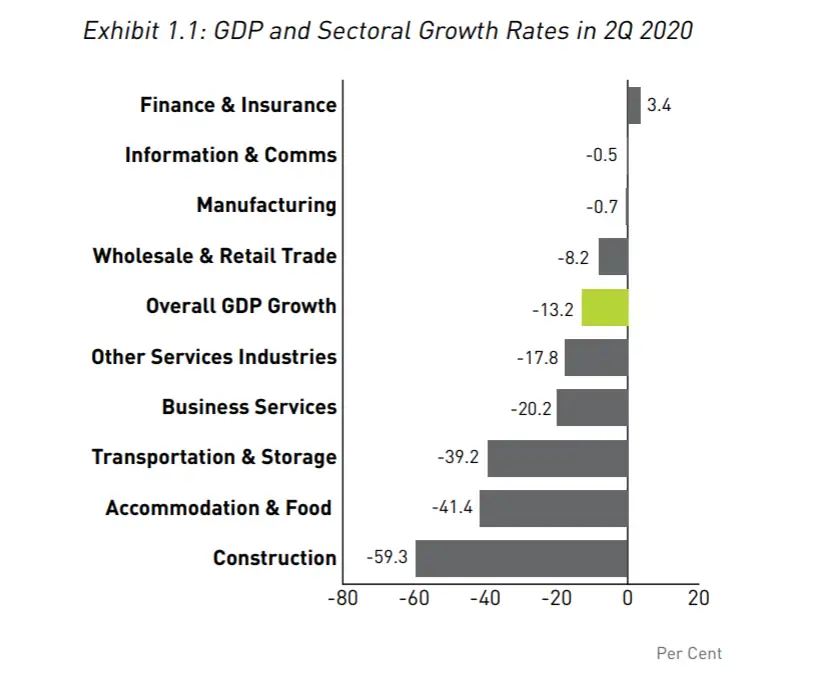 Exhibit 1.1: GDP and Sectoral Growth Rates in 2Q 2020
Finance & Insurance 3.4
Information & Comms -0.5
Manufacturing -0.7
Wholesale & Retail Trade -8.2
Overall GDP Growth -13.2
Other Services Industries -17.8
Business Services -20.2
Transportation & Storage -39.2
Accommodation & Food -41.4
Construction -59.3
-80 -60 -40 -20 0 20
Per Cent